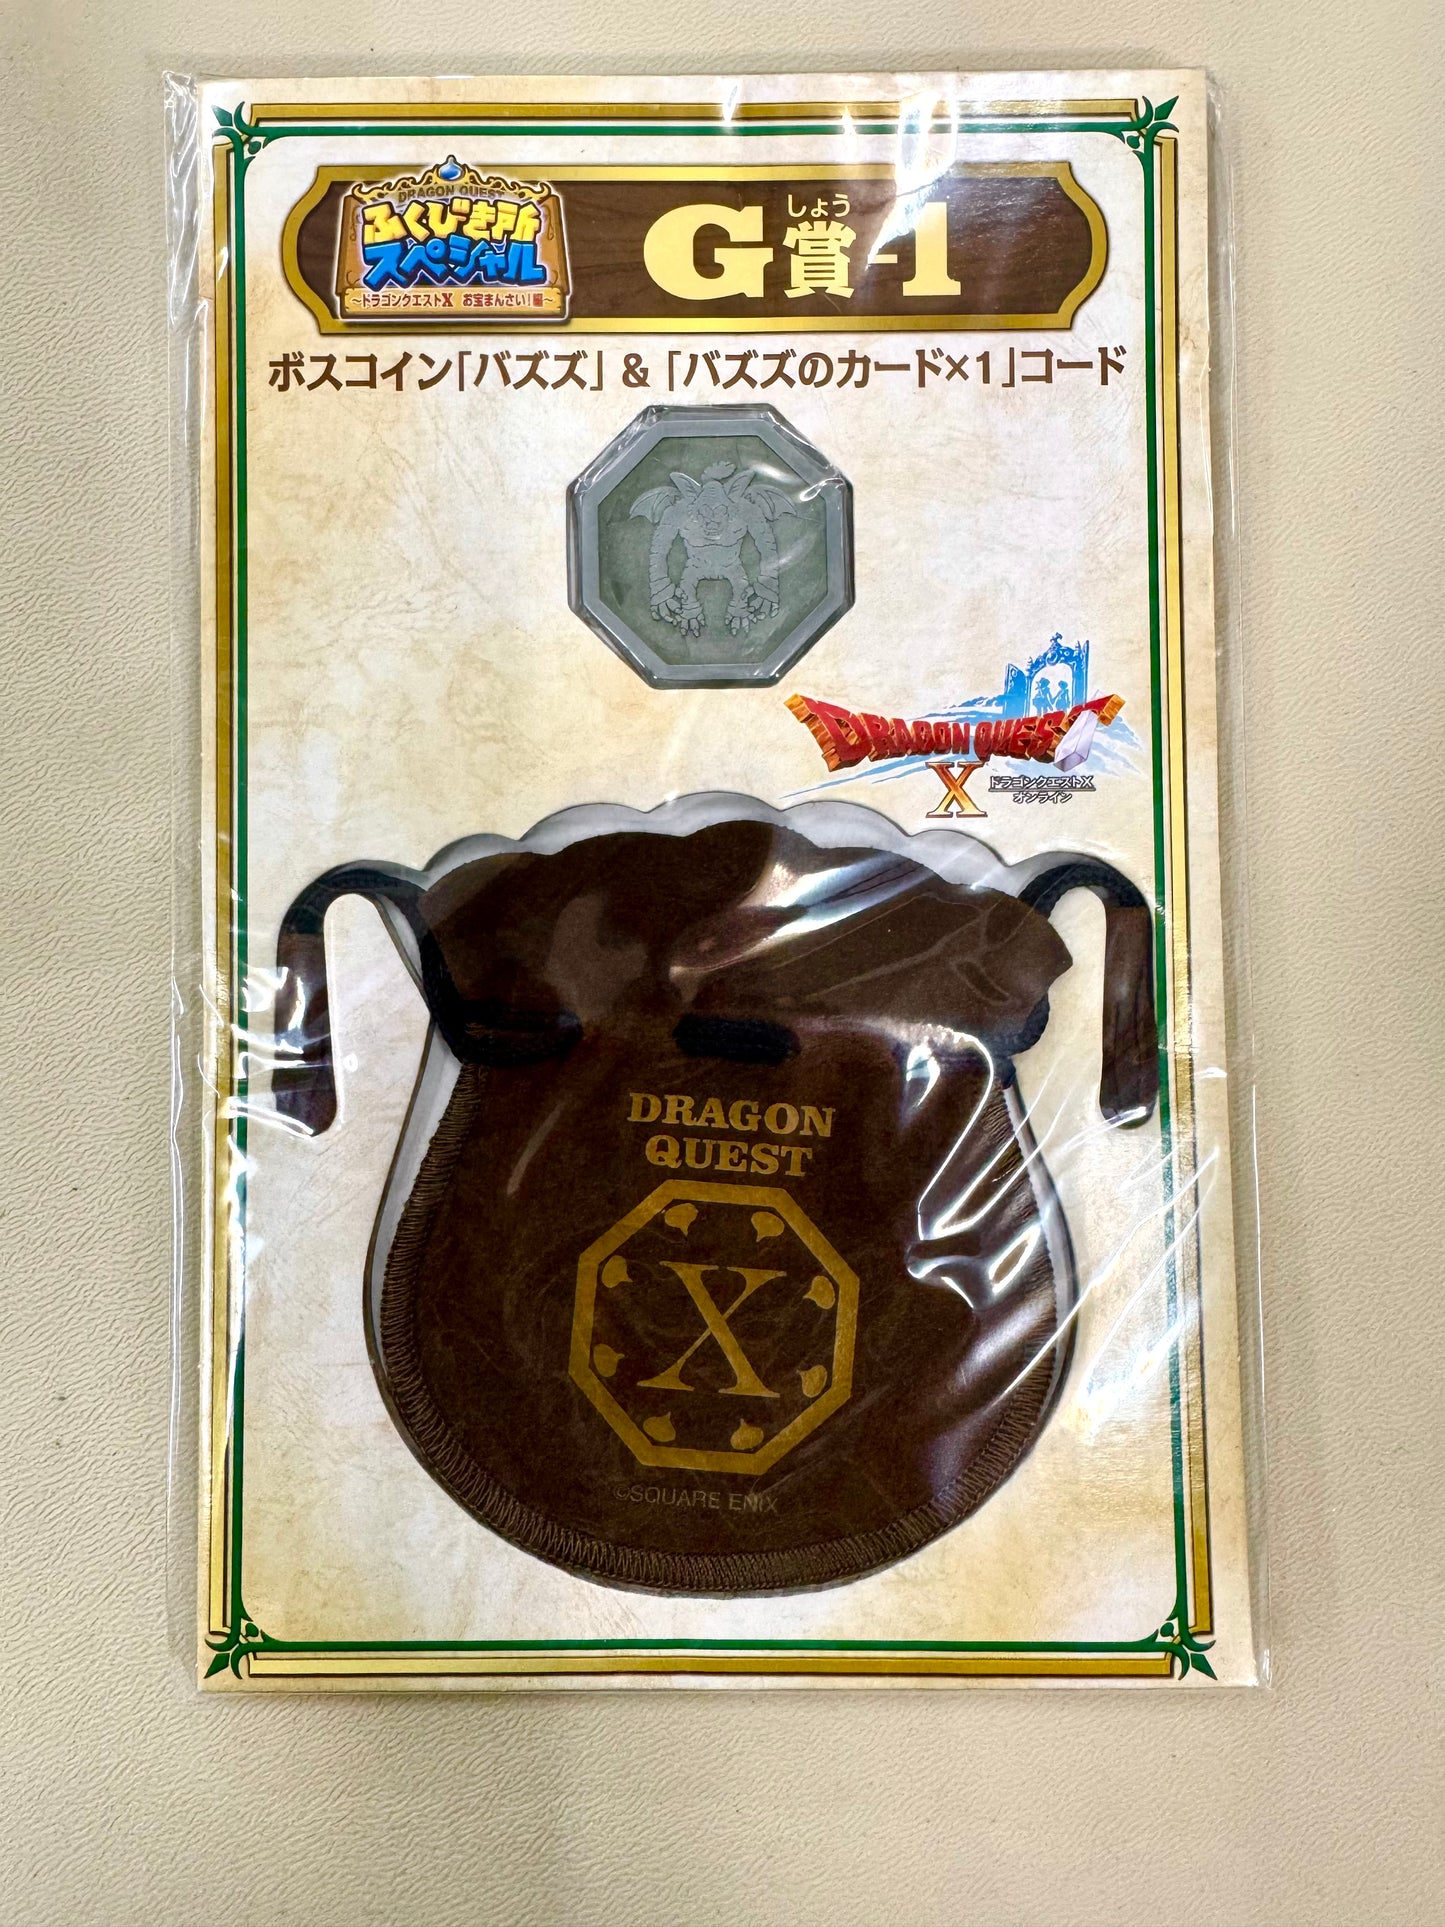 DRAGON QUEST
ふくびき所
スペシャル
～ドラゴンクエストX お宝まんさい!編～
しょう
G賞-1
ボスコイン「バズズ」&「バズズのカード×1」コード
DRAGON QUEST
X
ドラゴンクエストX
オンライン
DRAGON
QUEST
X
©SQUARE ENIX